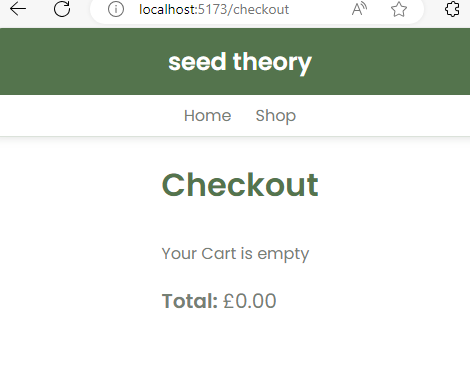 localhost:5173/checkout
seed theory
Home Shop
Checkout
Your Cart is empty
Total: £0.00